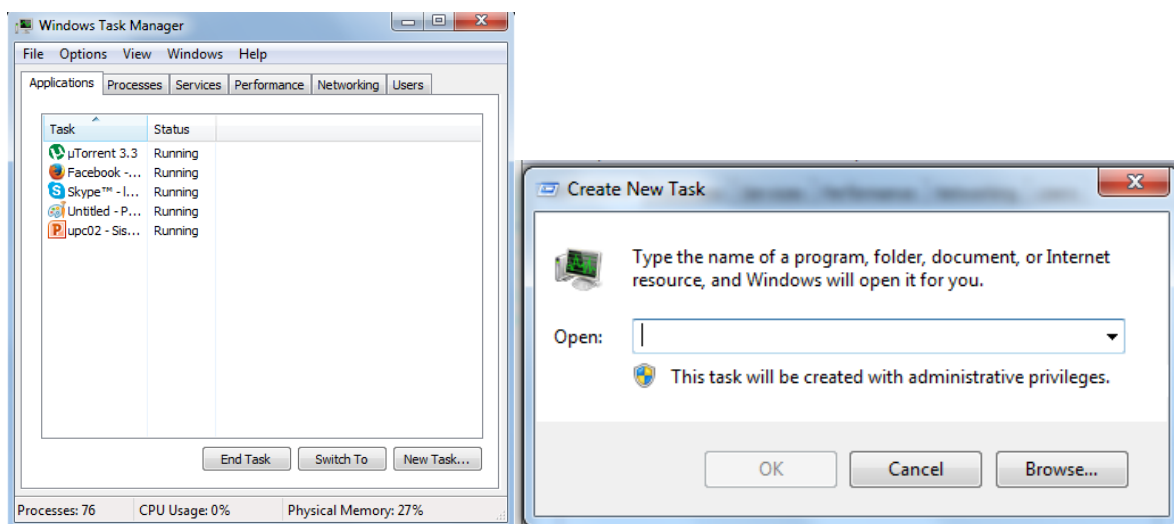 Windows Task Manager
File Options View Windows Help
Applications Processes Services Performance Networking Users
Task Status
µTorrent 3.3 Running
Facebook -... Running
Skype™ - l... Running
Untitled - P... Running
upc02 - Sis... Running
End Task Switch To New Task...
Processes: 76 CPU Usage: 0% Physical Memory: 27%
Create New Task
Type the name of a program, folder, document, or Internet
resource, and Windows will open it for you.
Open:
This task will be created with administrative privileges.
OK Cancel Browse...